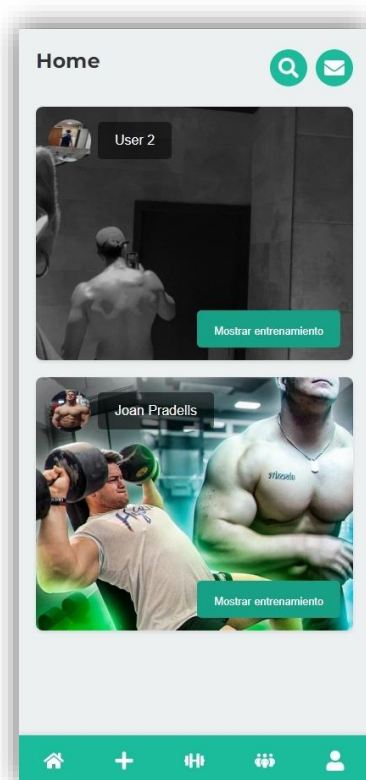 Home
User 2
Mostrar entrenamiento
Joan Pradells
Mostrar entrenamiento